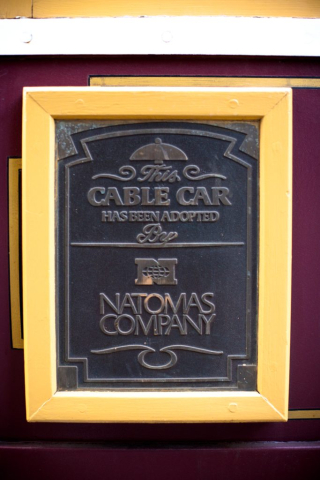 This
CABLE CAR
HAS BEEN ADOPTED
By
N
NATOMAS
COMPANY